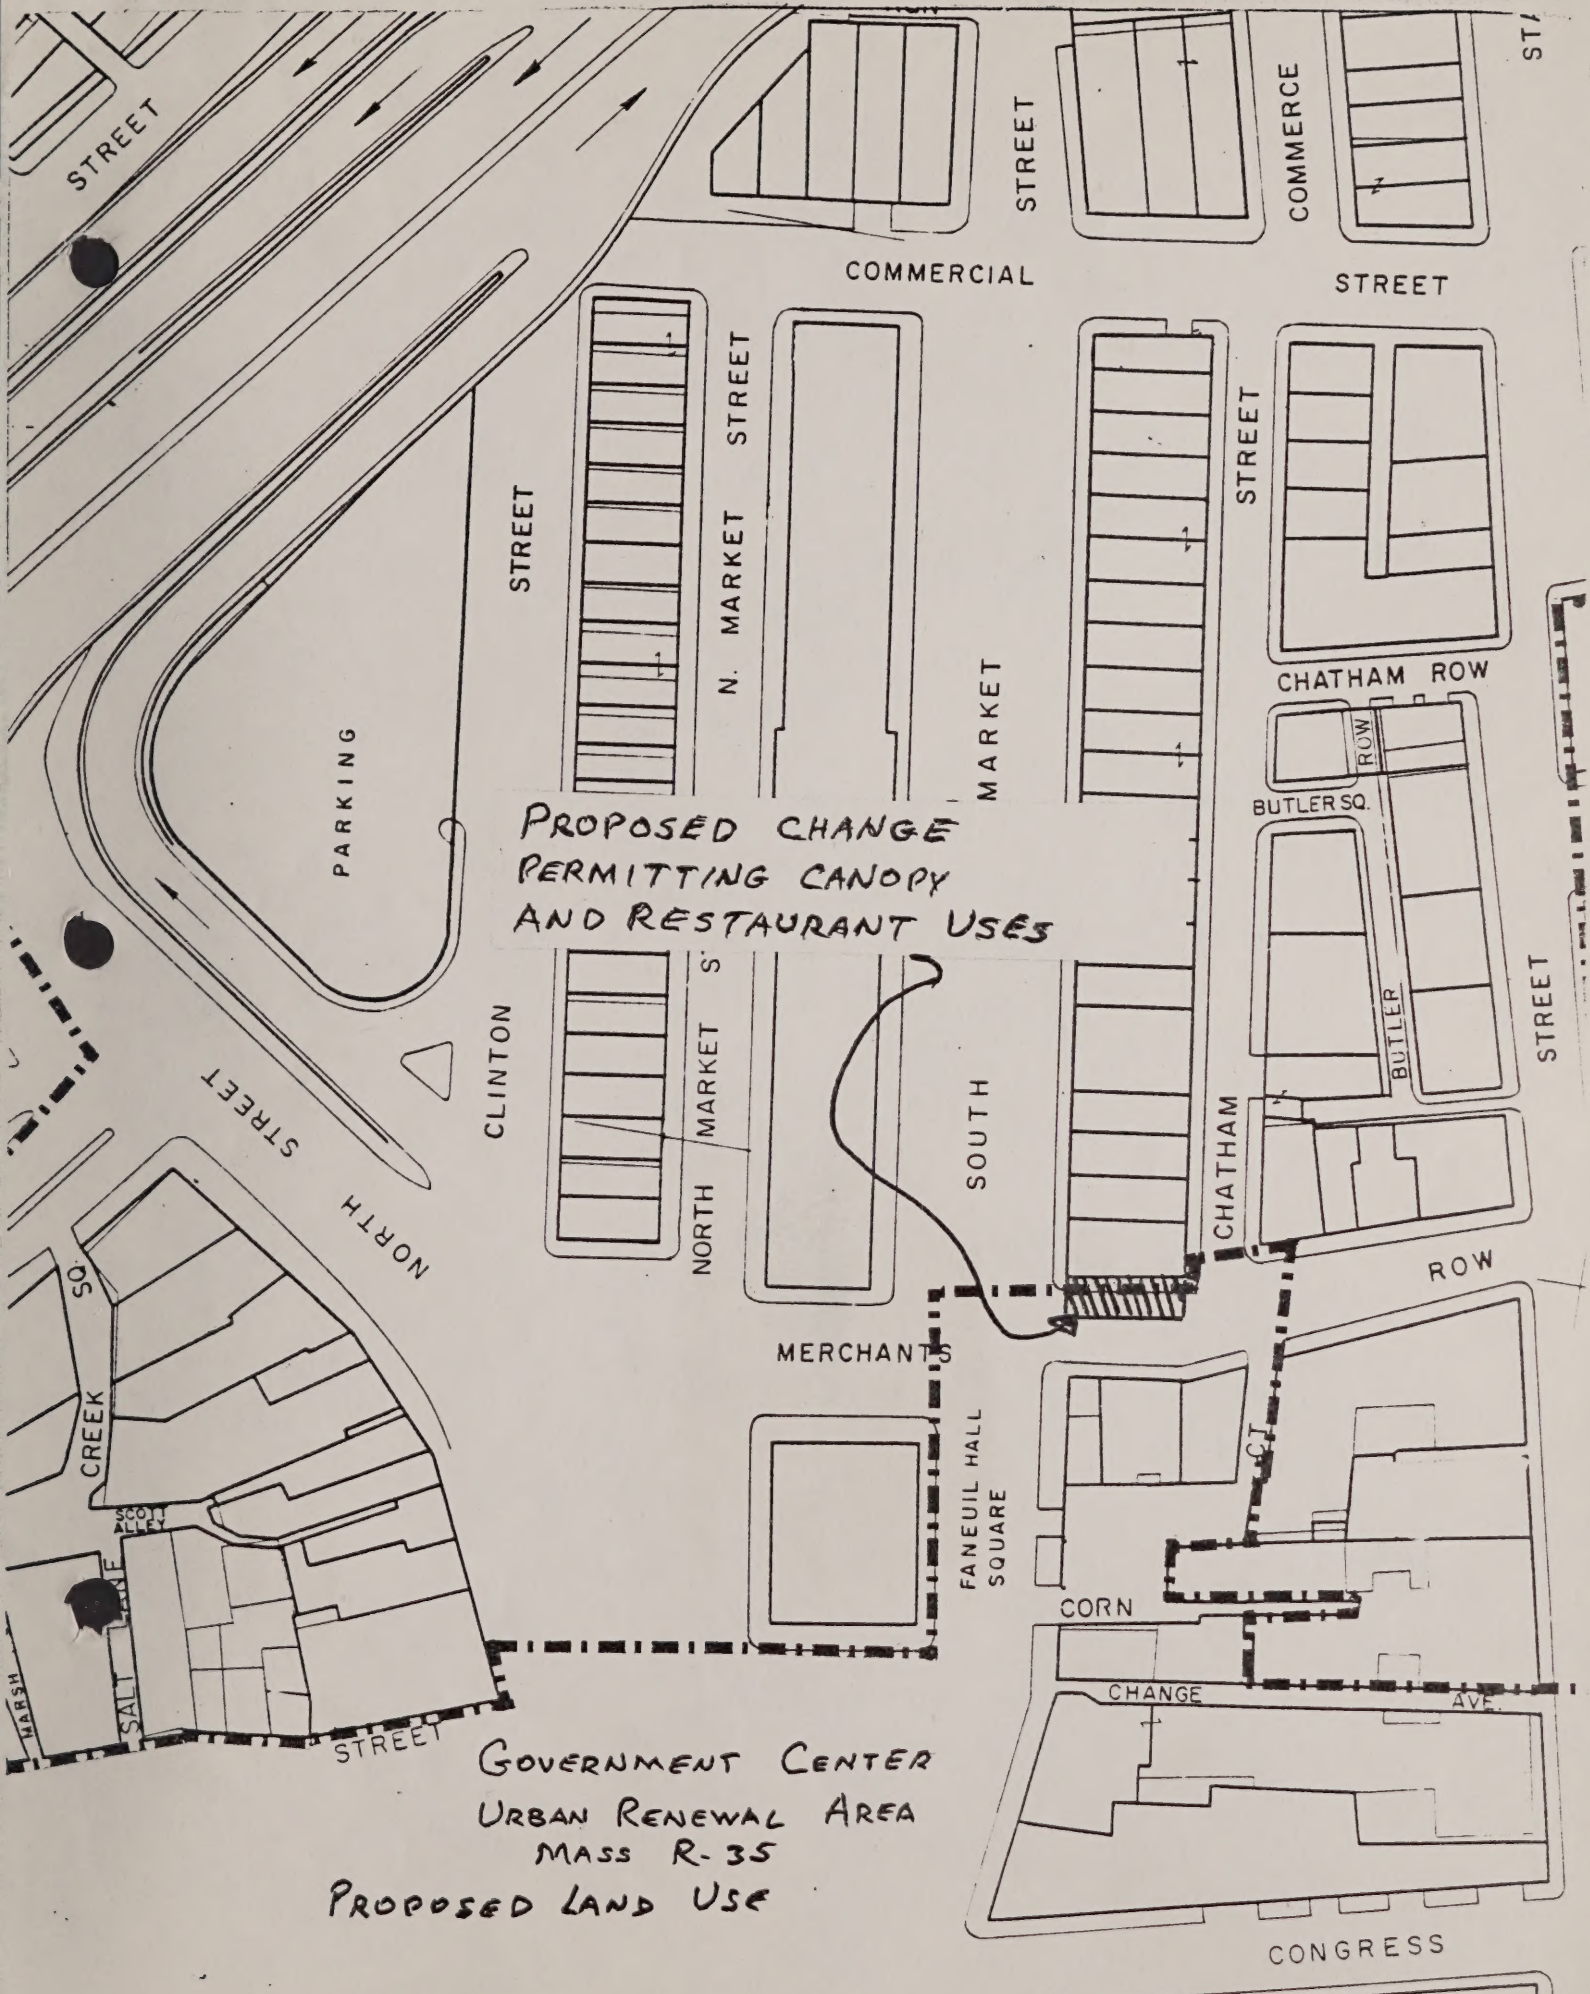 STREET
STREET
COMMERCE
COMMERCIAL
STREET
STREET
N. MARKET STREET
STREET
PARKING
MARKET
CHATHAM ROW
ROW
BUTLER SQ.
PROPOSED CHANGE
PERMITTING CANOPY
AND RESTAURANT USES
CLINTON
NORTH MARKET S
SOUTH
CHATHAM
BUTLER
STREET
STREET
NORTH
ROW
MERCHANTS
SQ.
CREEK
SCOTT
ALLEY
FANEUIL HALL
SQUARE
CT
CORN
CHANGE
AVE.
MARSH
SALT
STREET
GOVERNMENT CENTER
URBAN RENEWAL AREA
MASS R-35
PROPOSED LAND USE
CONGRESS